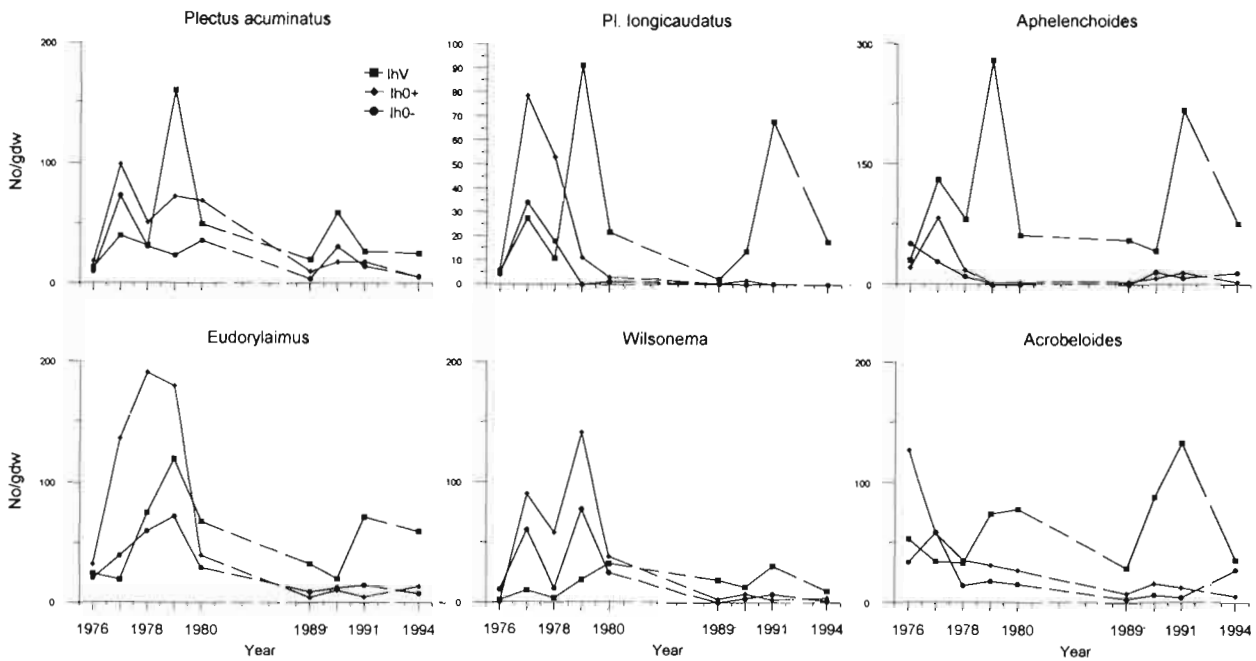 Plectus acuminatus
Pl. longicaudatus
Aphelenchoides
200
100
0
No/gdw
IhV
Ih0+
Ih0-
100
90
80
70
60
50
40
30
20
10
0
300
150
0
Eudorylaimus
Wilsonema
Acrobeloides
200
100
0
No/gdw
1976 1978 1980 1989 1991 1994
Year
200
100
0
1976 1978 1980 1989 1991 1994
Year
200
100
0
1976 1978 1980 1989 1991 1994
Year